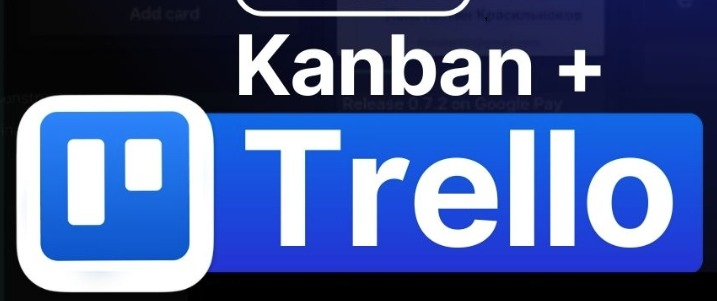 Add card
Kanban +
Release 0.7.2 on Google Pay
Trello